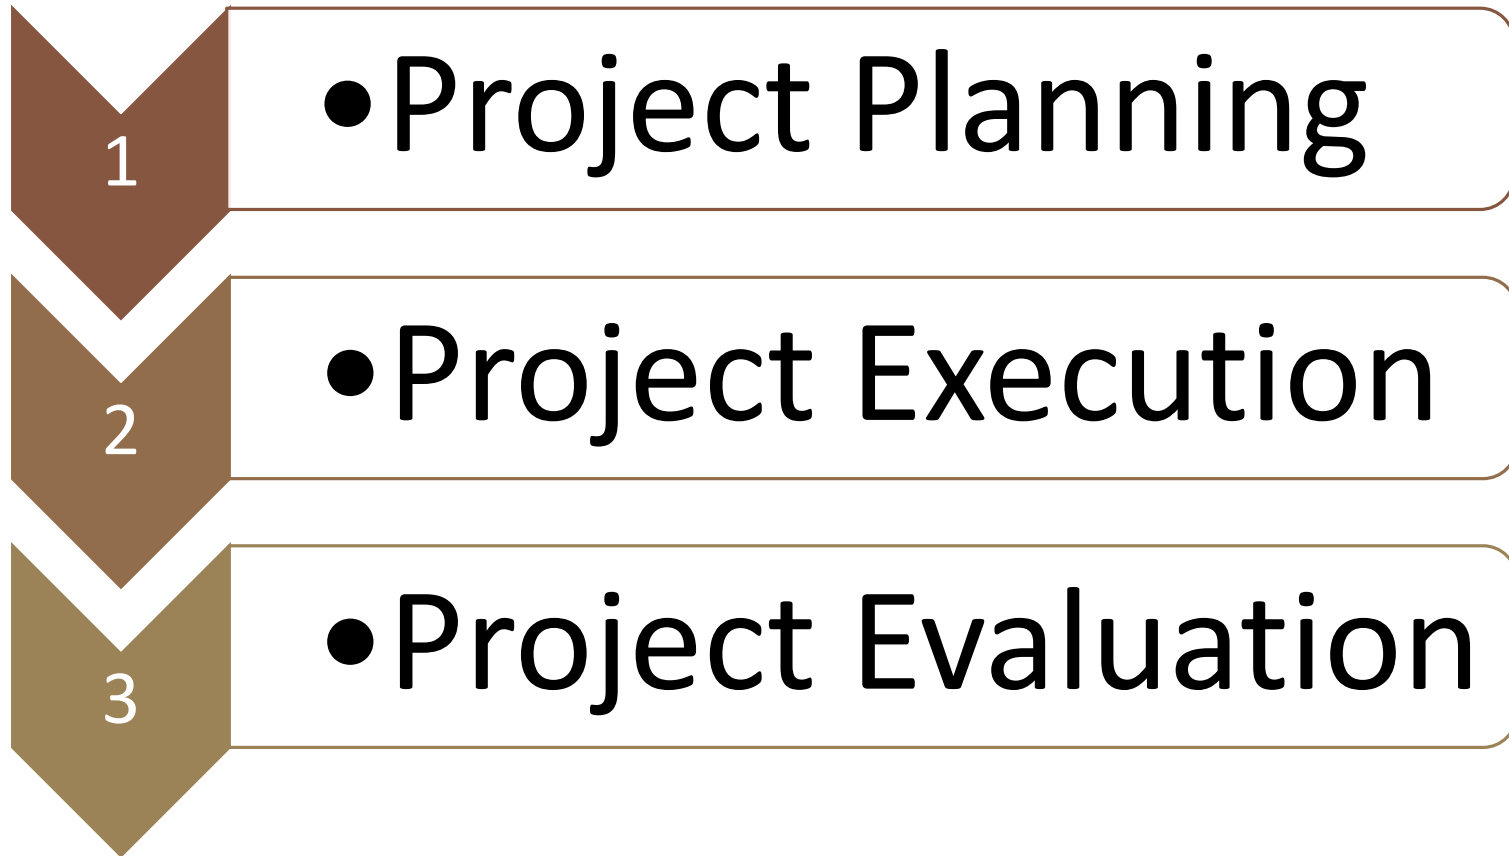 1
•Project Planning
2
•Project Execution
3
•Project Evaluation